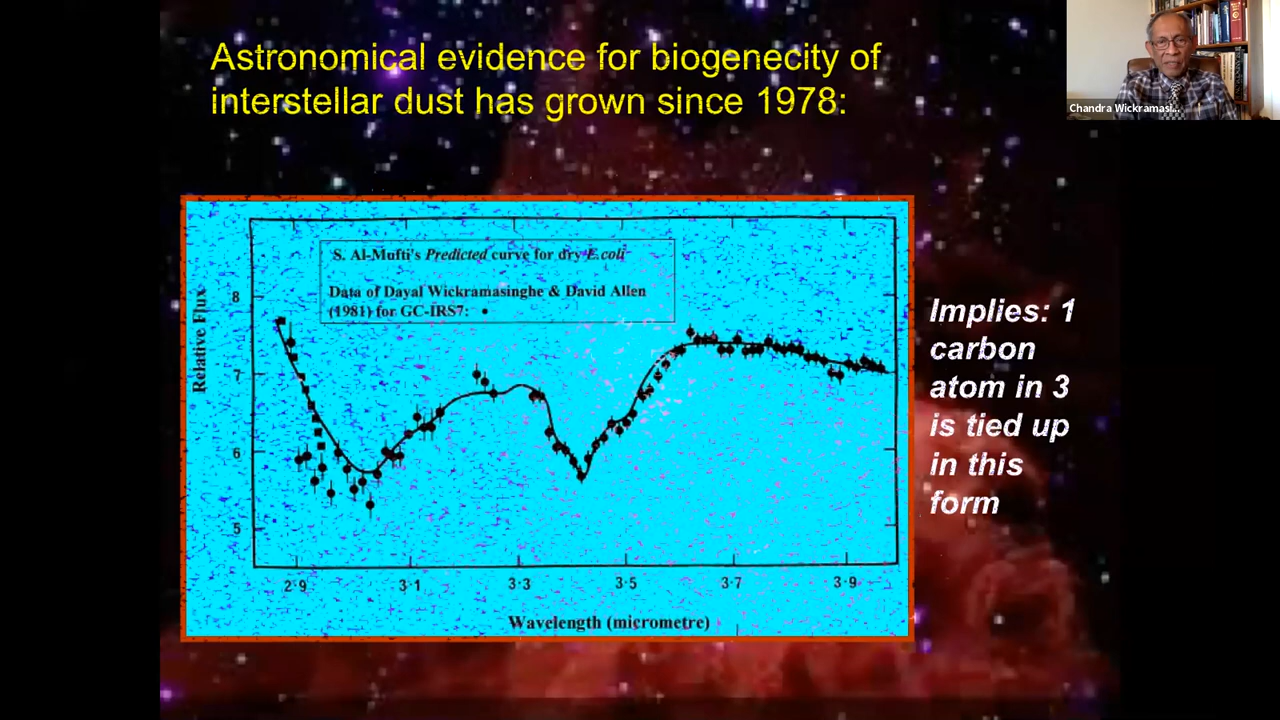 Astronomical evidence for biogenecity of
interstellar dust has grown since 1978:
Chandra Wickramasi...
S. Al-Mufti's Predicted curve for dry E.coli
Data of Dayal Wickramasinghe & David Allen
(1981) for GC-IRS7: •
Relative Flux
8
7
6
5
2·9 3·1 3·3 3·5 3·7 3·9
Wavelength (micrometre)
Implies: 1
carbon
atom in 3
is tied up
in this
form